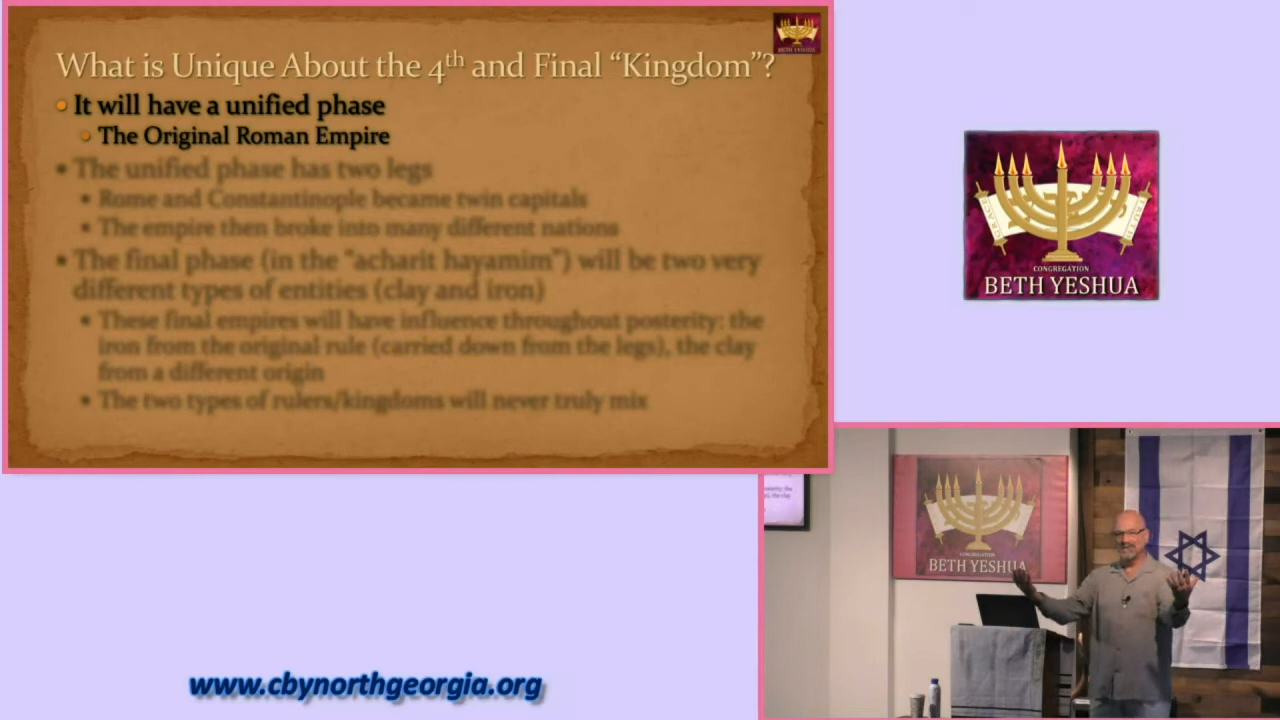 What is Unique About the 4th and Final “Kingdom”?
• It will have a unified phase
• The Original Roman Empire
• The unified phase has two legs
• Rome and Constantinople became twin capitals
• The empire then broke into many different nations
• The final phase (in the "acharit hayamim") will be two very
different types of entities (clay and iron)
• These final empires will have influence throughout posterity: the
iron from the original rule (carried down from the legs), the clay
from a different origin
• The two types of rulers/kingdoms will never truly mix
BETH YESHUA
GRACE
TRUTH
CONGREGATION
BETH YESHUA
CONGREGATION
BETH YESHUA
www.cbynorthgeorgia.org